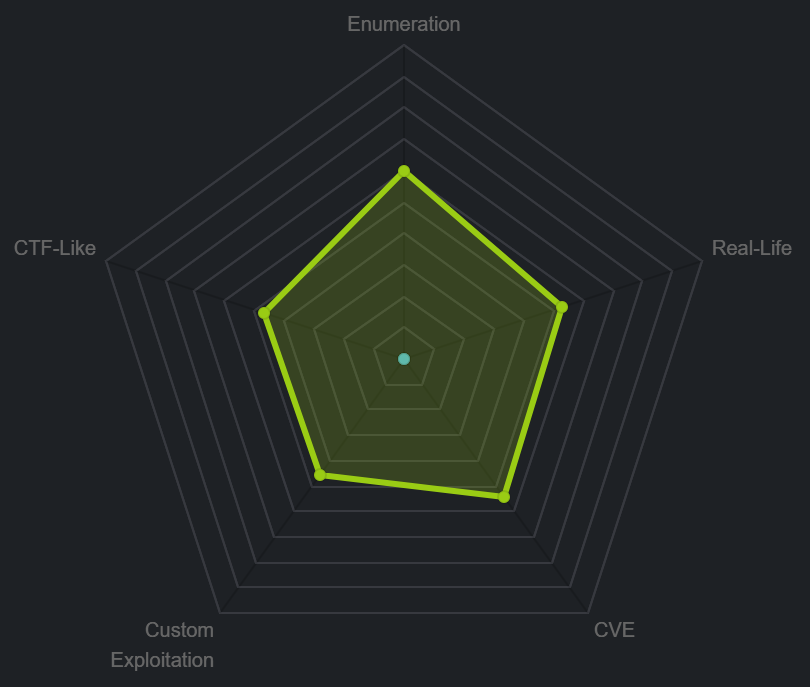 Enumeration
CTF-Like
Real-Life
Custom
Exploitation
CVE